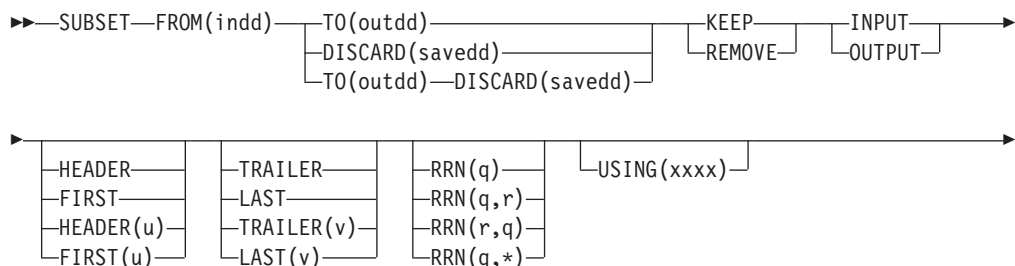 SUBSET FROM(indd) TO(outdd) KEEP INPUT
DISCARD(savedd) REMOVE OUTPUT
TO(outdd) DISCARD(savedd)
HEADER TRAILER RRN(q) USING(xxxx)
FIRST LAST RRN(q,r)
HEADER(u) TRAILER(v) RRN(r,q)
FIRST(u) LAST(v) RRN(q,*)